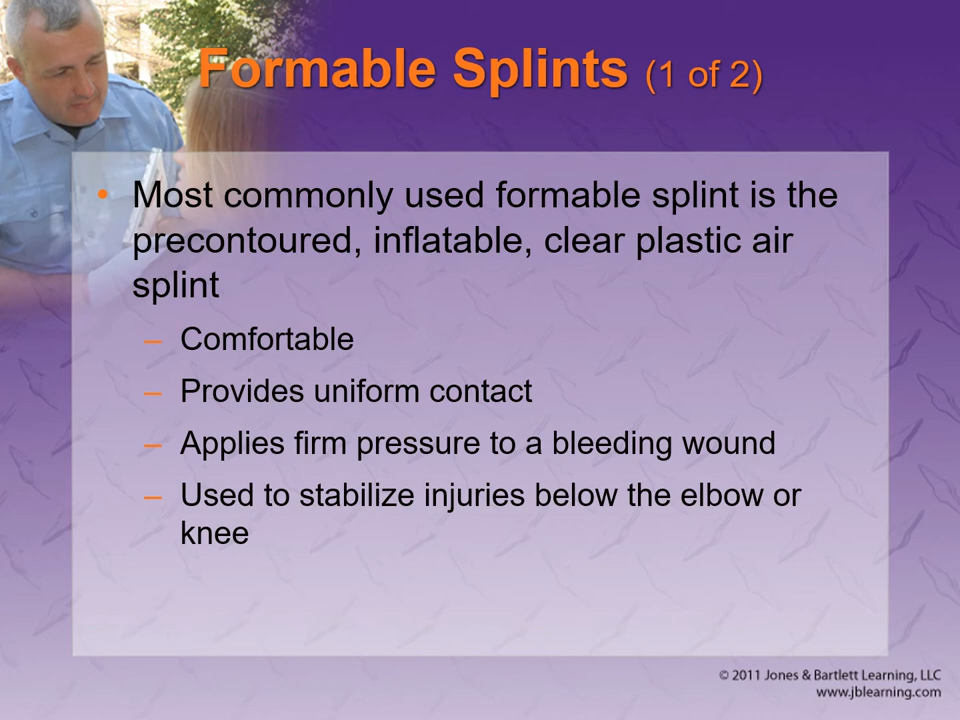 Formable Splints (1 of 2)
• Most commonly used formable splint is the
precontoured, inflatable, clear plastic air
splint
– Comfortable
– Provides uniform contact
– Applies firm pressure to a bleeding wound
– Used to stabilize injuries below the elbow or
knee
© 2011 Jones & Bartlett Learning, LLC
www.jblearning.com